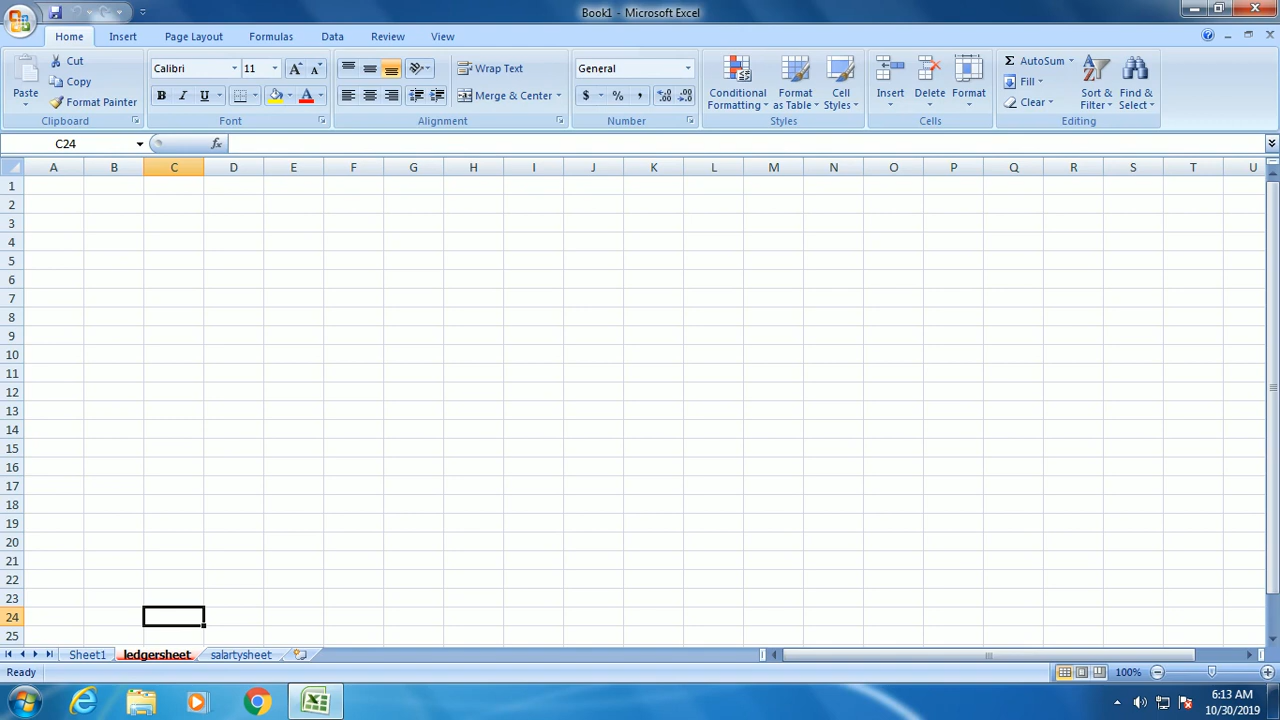 Book1 - Microsoft Excel
Home Insert Page Layout Formulas Data Review View
Paste Cut Copy Format Painter
Clipboard
Calibri 11
B I U A
Font
Wrap Text
Merge & Center
Alignment
General
$ % ,
Number
Conditional Formatting Format as Table Cell Styles
Styles
Insert Delete Format
Cells
Σ AutoSum
Fill
Clear
Sort & Filter Find & Select
Editing
C24 fx
A B C D E F G H I J K L M N O P Q R S T U
1
2
3
4
5
6
7
8
9
10
11
12
13
14
15
16
17
18
19
20
21
22
23
24
25
Sheet1 ledgersheet salartysheet
Ready 100%
6:13 AM
10/30/2019